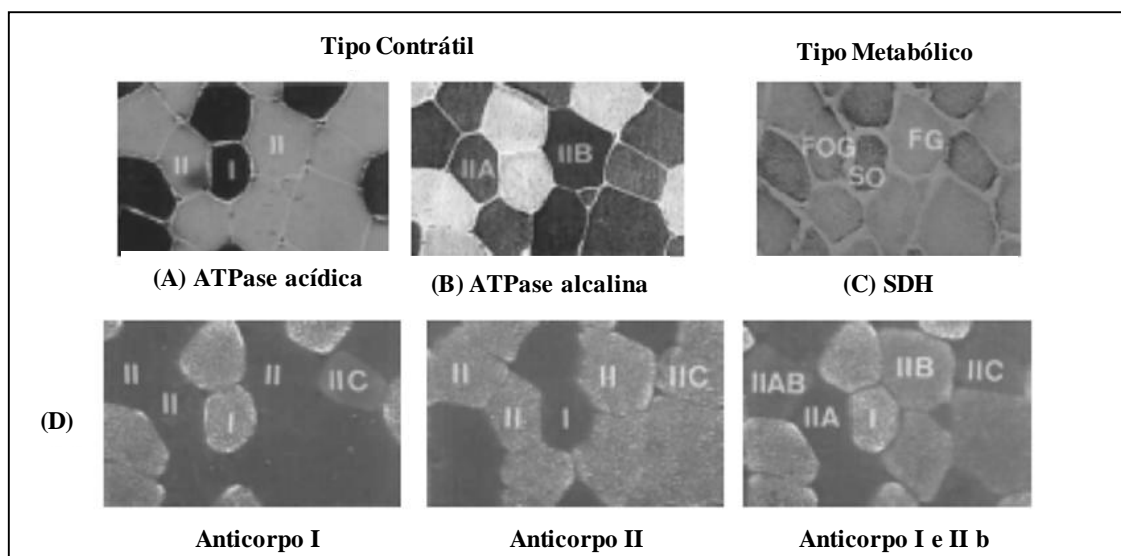 Tipo Contrátil Tipo Metabólico
II I II
IIA IIB
FOG SO FG
(A) ATPase acídica (B) ATPase alcalina (C) SDH
(D)
II II I II IIC
II II I II IIC
IIAB IIA I IIB IIC
Anticorpo I Anticorpo II Anticorpo I e II b